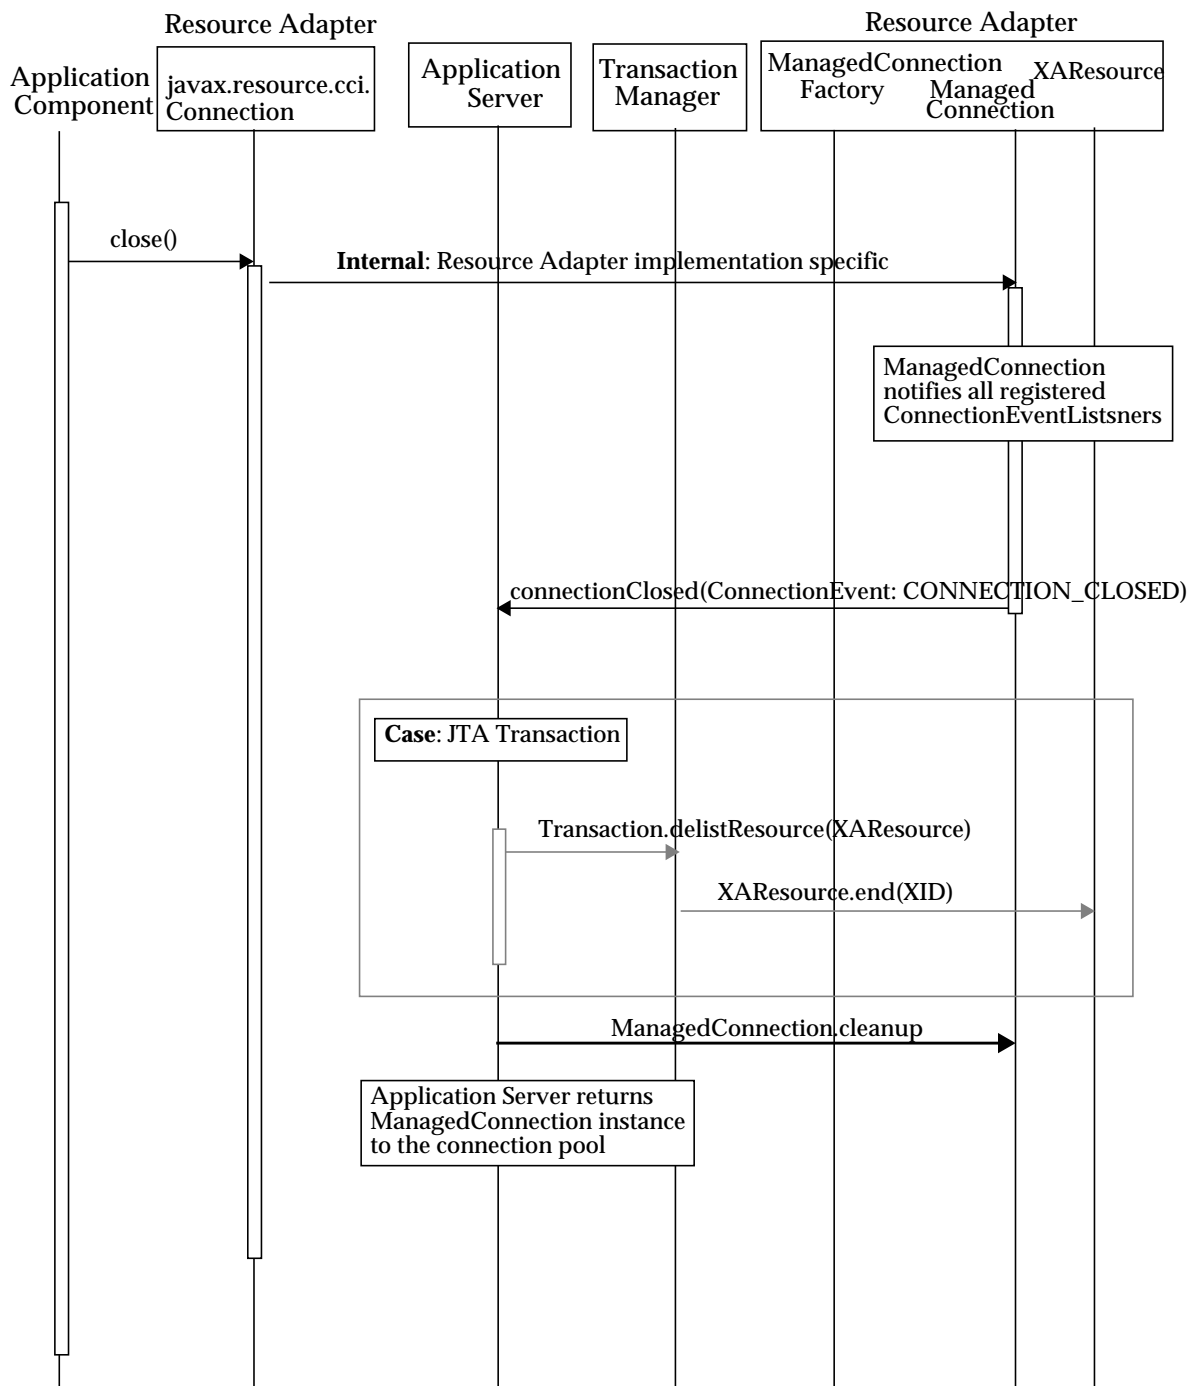 Resource Adapter
Resource Adapter
Application
Component
javax.resource.cci.
Connection
Application
Server
Transaction
Manager
ManagedConnection
Factory
Managed
Connection
XAResource
close()
Internal: Resource Adapter implementation specific
ManagedConnection
notifies all registered
ConnectionEventListsners
connectionClosed(ConnectionEvent: CONNECTION_CLOSED)
Case: JTA Transaction
Transaction.delistResource(XAResource)
XAResource.end(XID)
ManagedConnection.cleanup
Application Server returns
ManagedConnection instance
to the connection pool